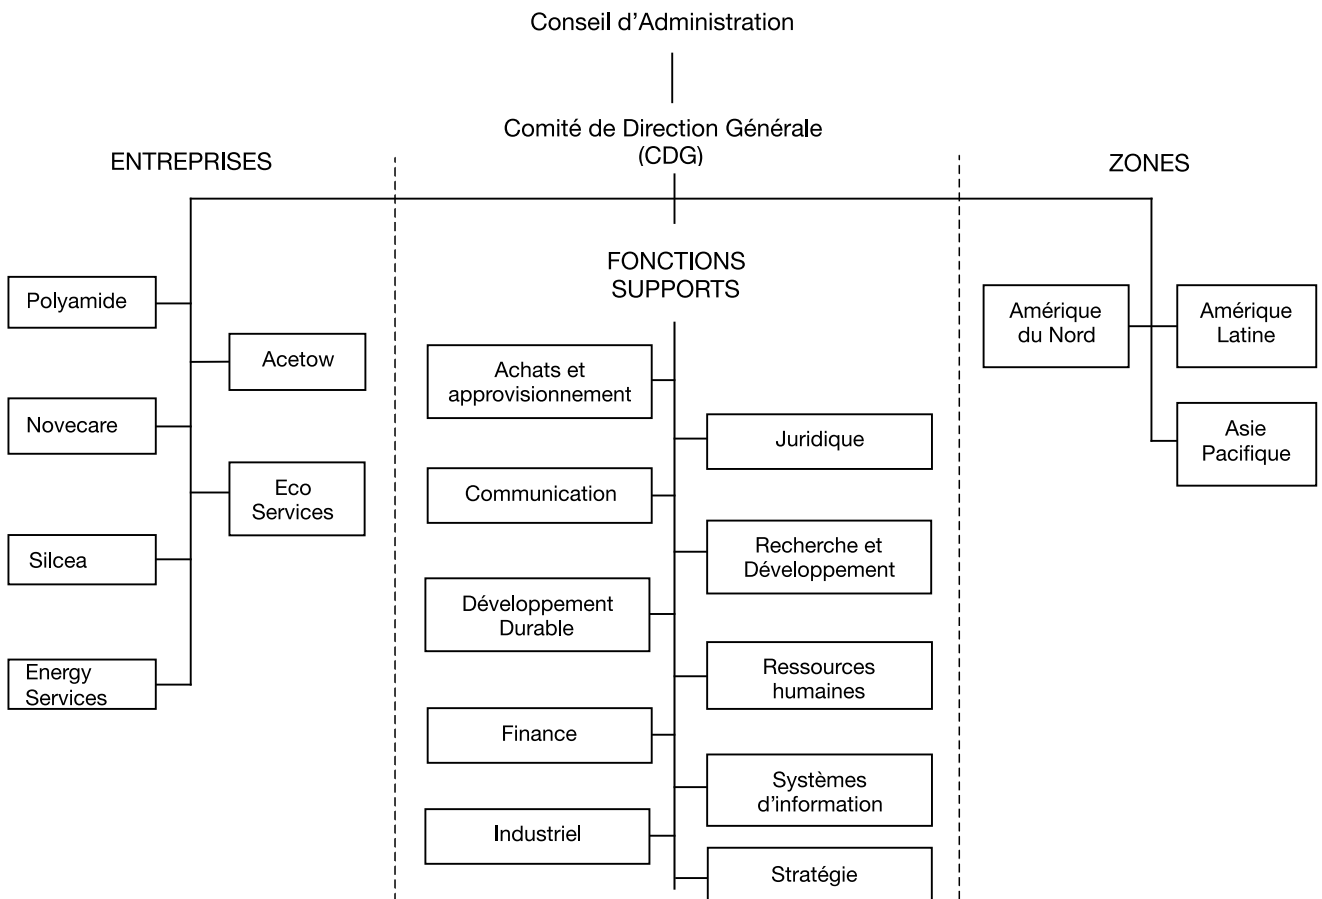 Conseil d'Administration
Comité de Direction Générale
(CDG)
ENTREPRISES
Polyamide
Acetow
Novecare
Eco
Services
Silcea
Energy
Services
FONCTIONS
SUPPORTS
Achats et
approvisionnement
Juridique
Communication
Recherche et
Développement
Développement
Durable
Ressources
humaines
Finance
Systèmes
d'information
Industriel
Stratégie
ZONES
Amérique
du Nord
Amérique
Latine
Asie
Pacifique